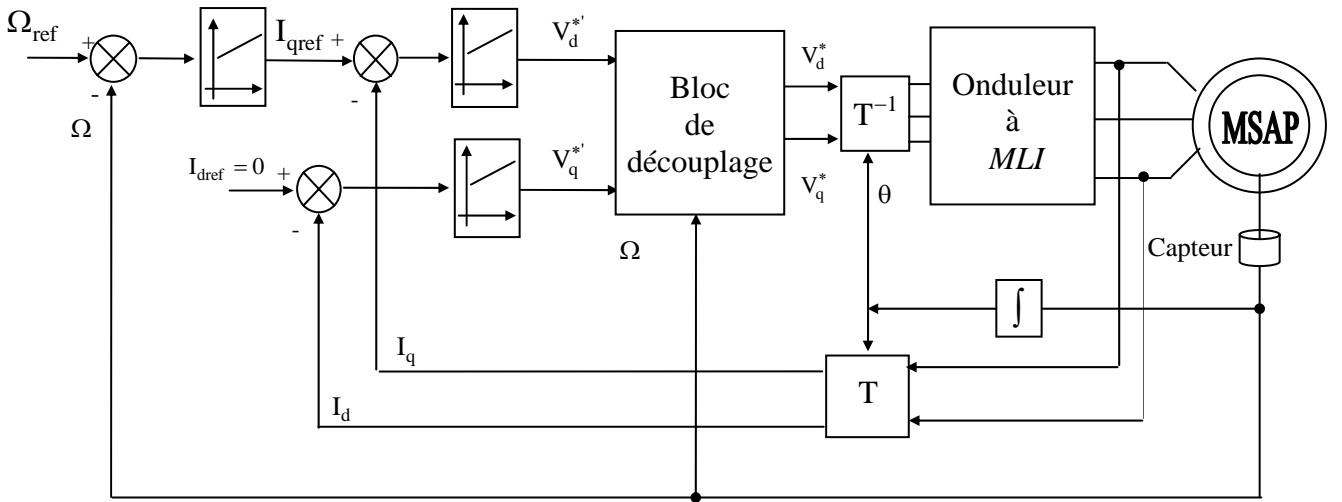 Ω_ref
+
-
Ω
I_qref +
-
V_d^*'
I_dref = 0
+
-
V_q^*'
Bloc
de
découplage
Ω
V_d^*
V_q^*
T⁻¹
θ
Onduleur
à
MLI
MSAP
Capteur
∫
I_q
I_d
T